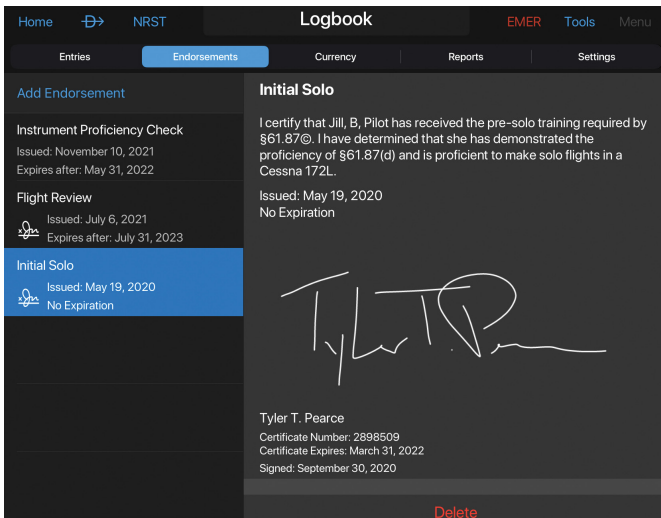 Home NRST Logbook EMER Tools Menu
Entries Endorsements Currency Reports Settings
Add Endorsement
Instrument Proficiency Check
Issued: November 10, 2021
Expires after: May 31, 2022
Flight Review
Issued: July 6, 2021
Expires after: July 31, 2023
Initial Solo
Issued: May 19, 2020
No Expiration
Initial Solo
I certify that Jill, B, Pilot has received the pre-solo training required by
§61.87©. I have determined that she has demonstrated the
proficiency of §61.87(d) and is proficient to make solo flights in a
Cessna 172L.
Issued: May 19, 2020
No Expiration
Tyler T. P
Tyler T. Pearce
Certificate Number: 2898509
Certificate Expires: March 31, 2022
Signed: September 30, 2020
Delete